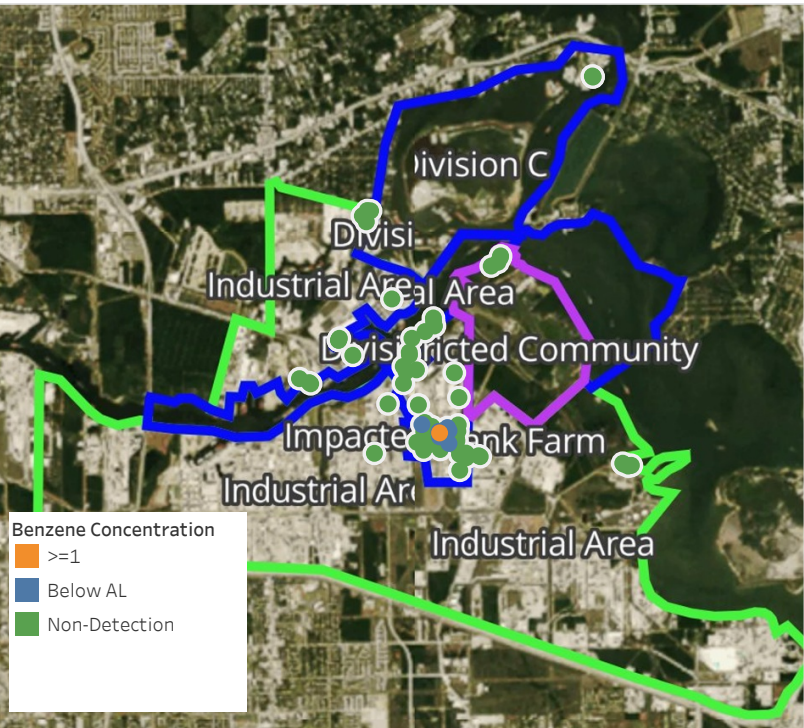 Division C
Divisi
Industrial Area
al Area
Divisi
ricted Community
Impacte
nk Farm
Industrial Are
Industrial Area
Benzene Concentration
>=1
Below AL
Non-Detection